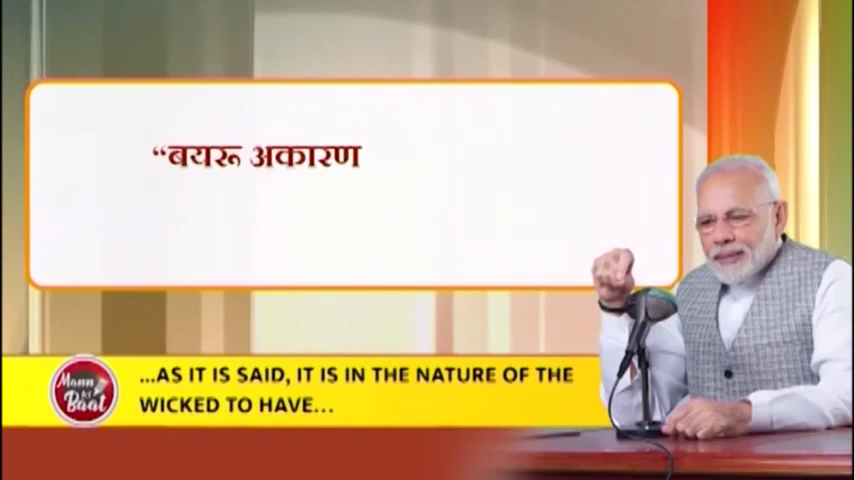 “बयरू अकारण
Mann
ki
Baat
...AS IT IS SAID, IT IS IN THE NATURE OF THE
WICKED TO HAVE...